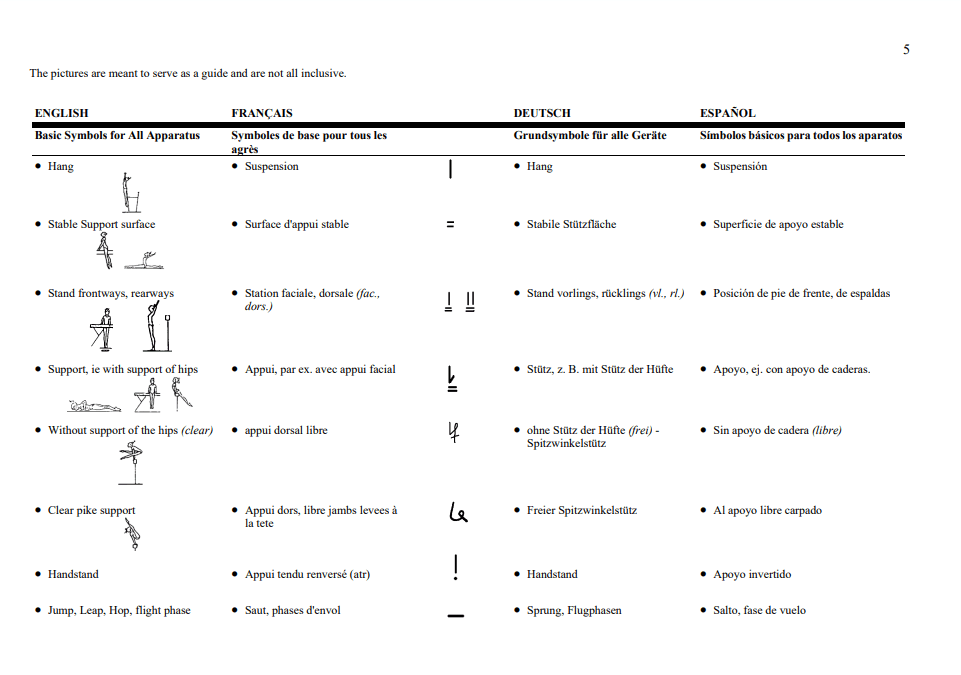 5
The pictures are meant to serve as a guide and are not all inclusive.
ENGLISH FRANÇAIS DEUTSCH ESPAÑOL
Basic Symbols for All Apparatus Symboles de base pour tous les Grundsymbole für alle Geräte Símbolos básicos para todos los aparatos
agrès
• Hang • Suspension • Hang • Suspensión
• Stable Support surface • Surface d'appui stable = • Stabile Stützfläche • Superficie de apoyo estable
• Stand frontways, rearways • Station faciale, dorsale (fac., • Stand vorlings, rücklings (vl., rl.) • Posición de pie de frente, de espaldas
dors.)
• Support, ie with support of hips • Appui, par ex. avec appui facial • Stütz, z. B. mit Stütz der Hüfte • Apoyo, ej. con apoyo de caderas.
• Without support of the hips (clear) • appui dorsal libre • ohne Stütz der Hüfte (frei) - • Sin apoyo de cadera (libre)
Spitzwinkelstütz
• Clear pike support • Appui dors, libre jambs levees à • Freier Spitzwinkelstütz • Al apoyo libre carpado
la tete
• Handstand • Appui tendu renversé (atr) ! • Handstand • Apoyo invertido
• Jump, Leap, Hop, flight phase • Saut, phases d'envol • Sprung, Flugphasen • Salto, fase de vuelo